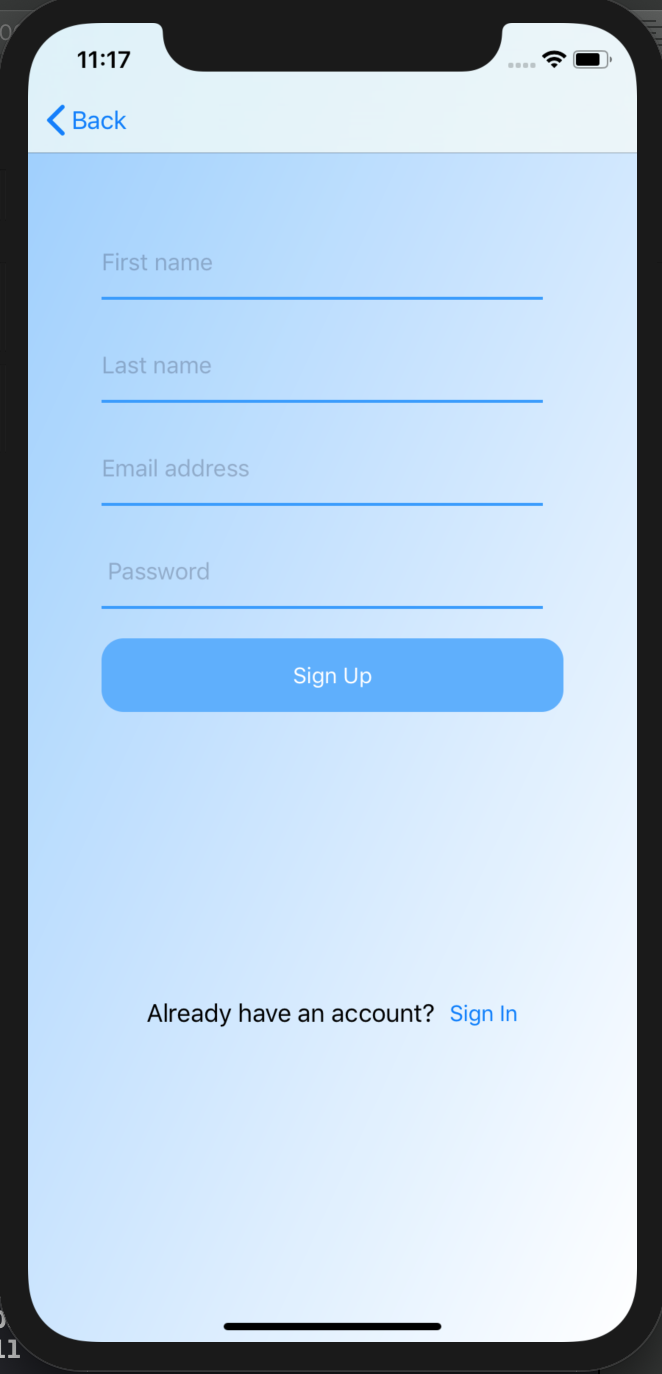 11:17
Back
First name
Last name
Email address
Password
Sign Up
Already have an account? Sign In